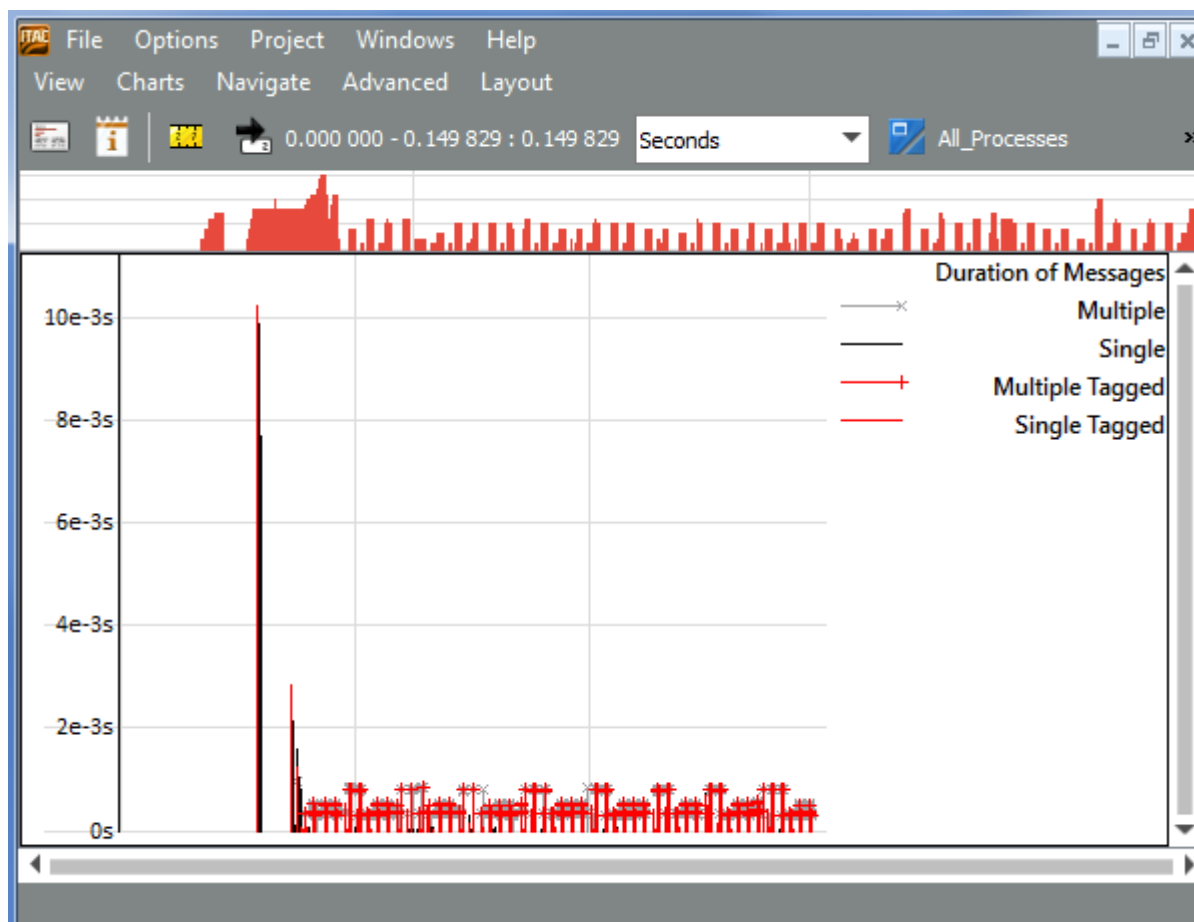 ITAC File Options Project Windows Help
View Charts Navigate Advanced Layout
0.000 000 - 0.149 829 : 0.149 829 Seconds All_Processes »
Duration of Messages
Multiple
Single
Multiple Tagged
Single Tagged
10e-3s
8e-3s
6e-3s
4e-3s
2e-3s
0s